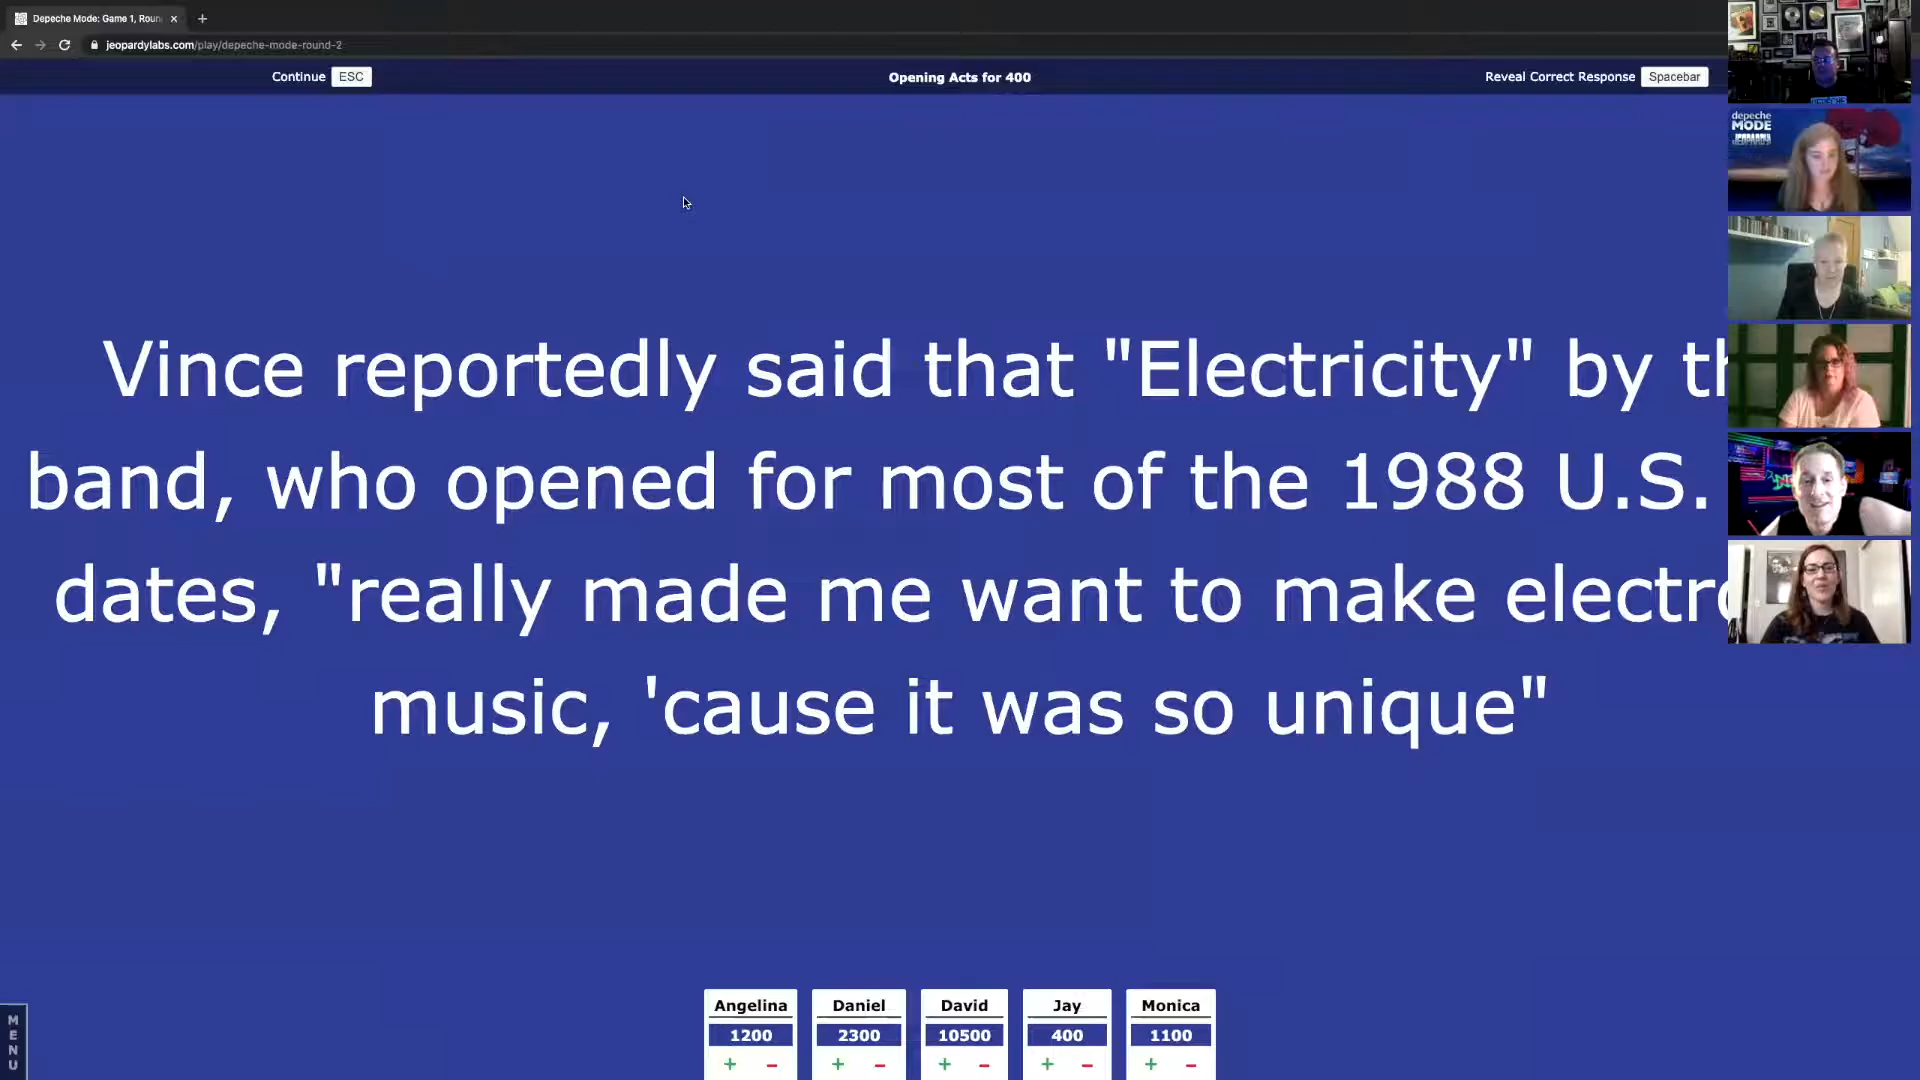 Depeche Mode: Game 1, Roun
jeopardylabs.com/play/depeche-mode-round-2
Continue ESC
Opening Acts for 400
Reveal Correct Response Spacebar
depeche
MODE
JEOPARDY
Vince reportedly said that "Electricity" by th
band, who opened for most of the 1988 U.S.
dates, "really made me want to make electro
music, 'cause it was so unique"
MENU
Angelina Daniel David Jay Monica
1200 2300 10500 400 1100
+ - + - + - + - + -